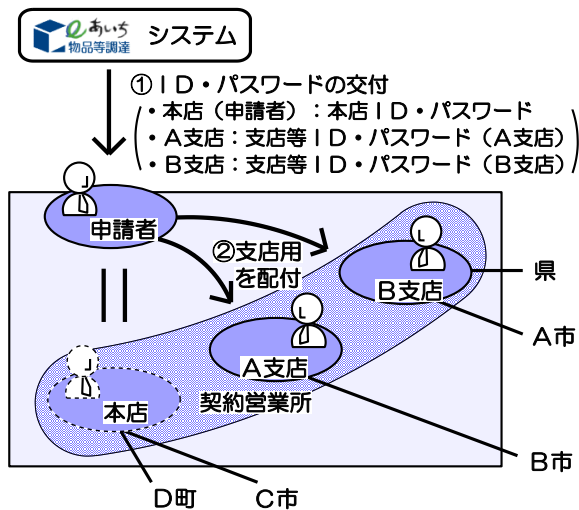 eあいち
物品等調達
システム
①ＩＤ・パスワードの交付
・本店（申請者）：本店ＩＤ・パスワード
・Ａ支店：支店等ＩＤ・パスワード（Ａ支店）
・Ｂ支店：支店等ＩＤ・パスワード（Ｂ支店）
申請者
②支店用
を配付
Ｂ支店
県
Ａ市
Ａ支店
本店
契約営業所
Ｂ市
Ｄ町
Ｃ市